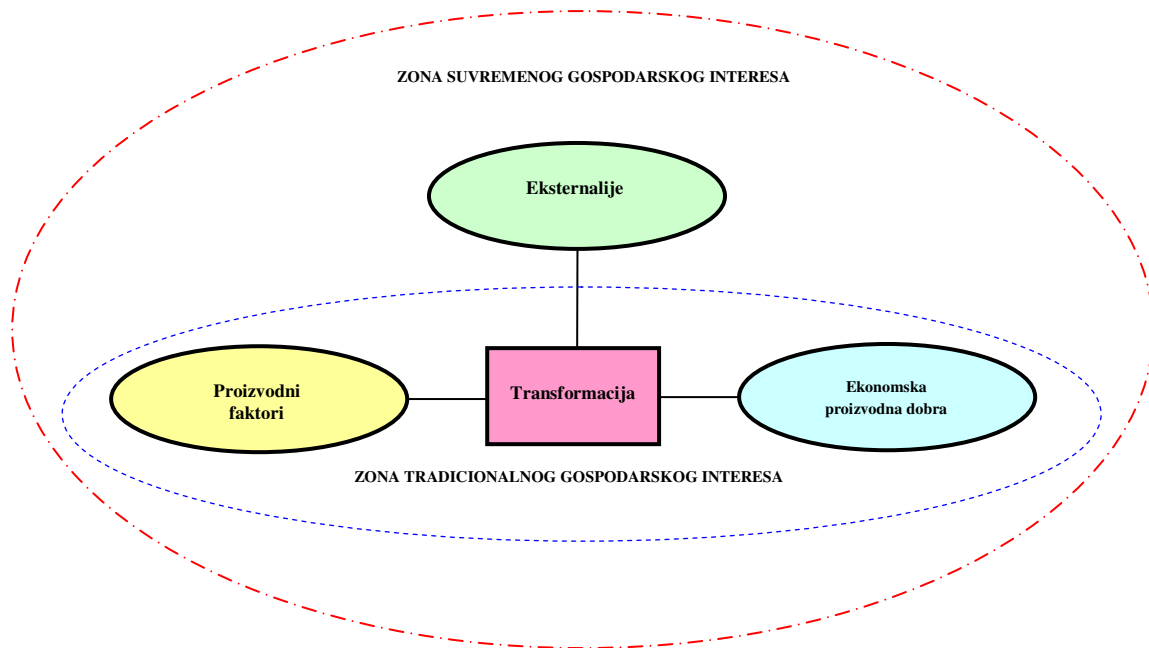 ZONA SUVREMENOG GOSPODARSKOG INTERESA
Eksternalije
Proizvodni
faktori
Transformacija
Ekonomska
proizvodna dobra
ZONA TRADICIONALNOG GOSPODARSKOG INTERESA